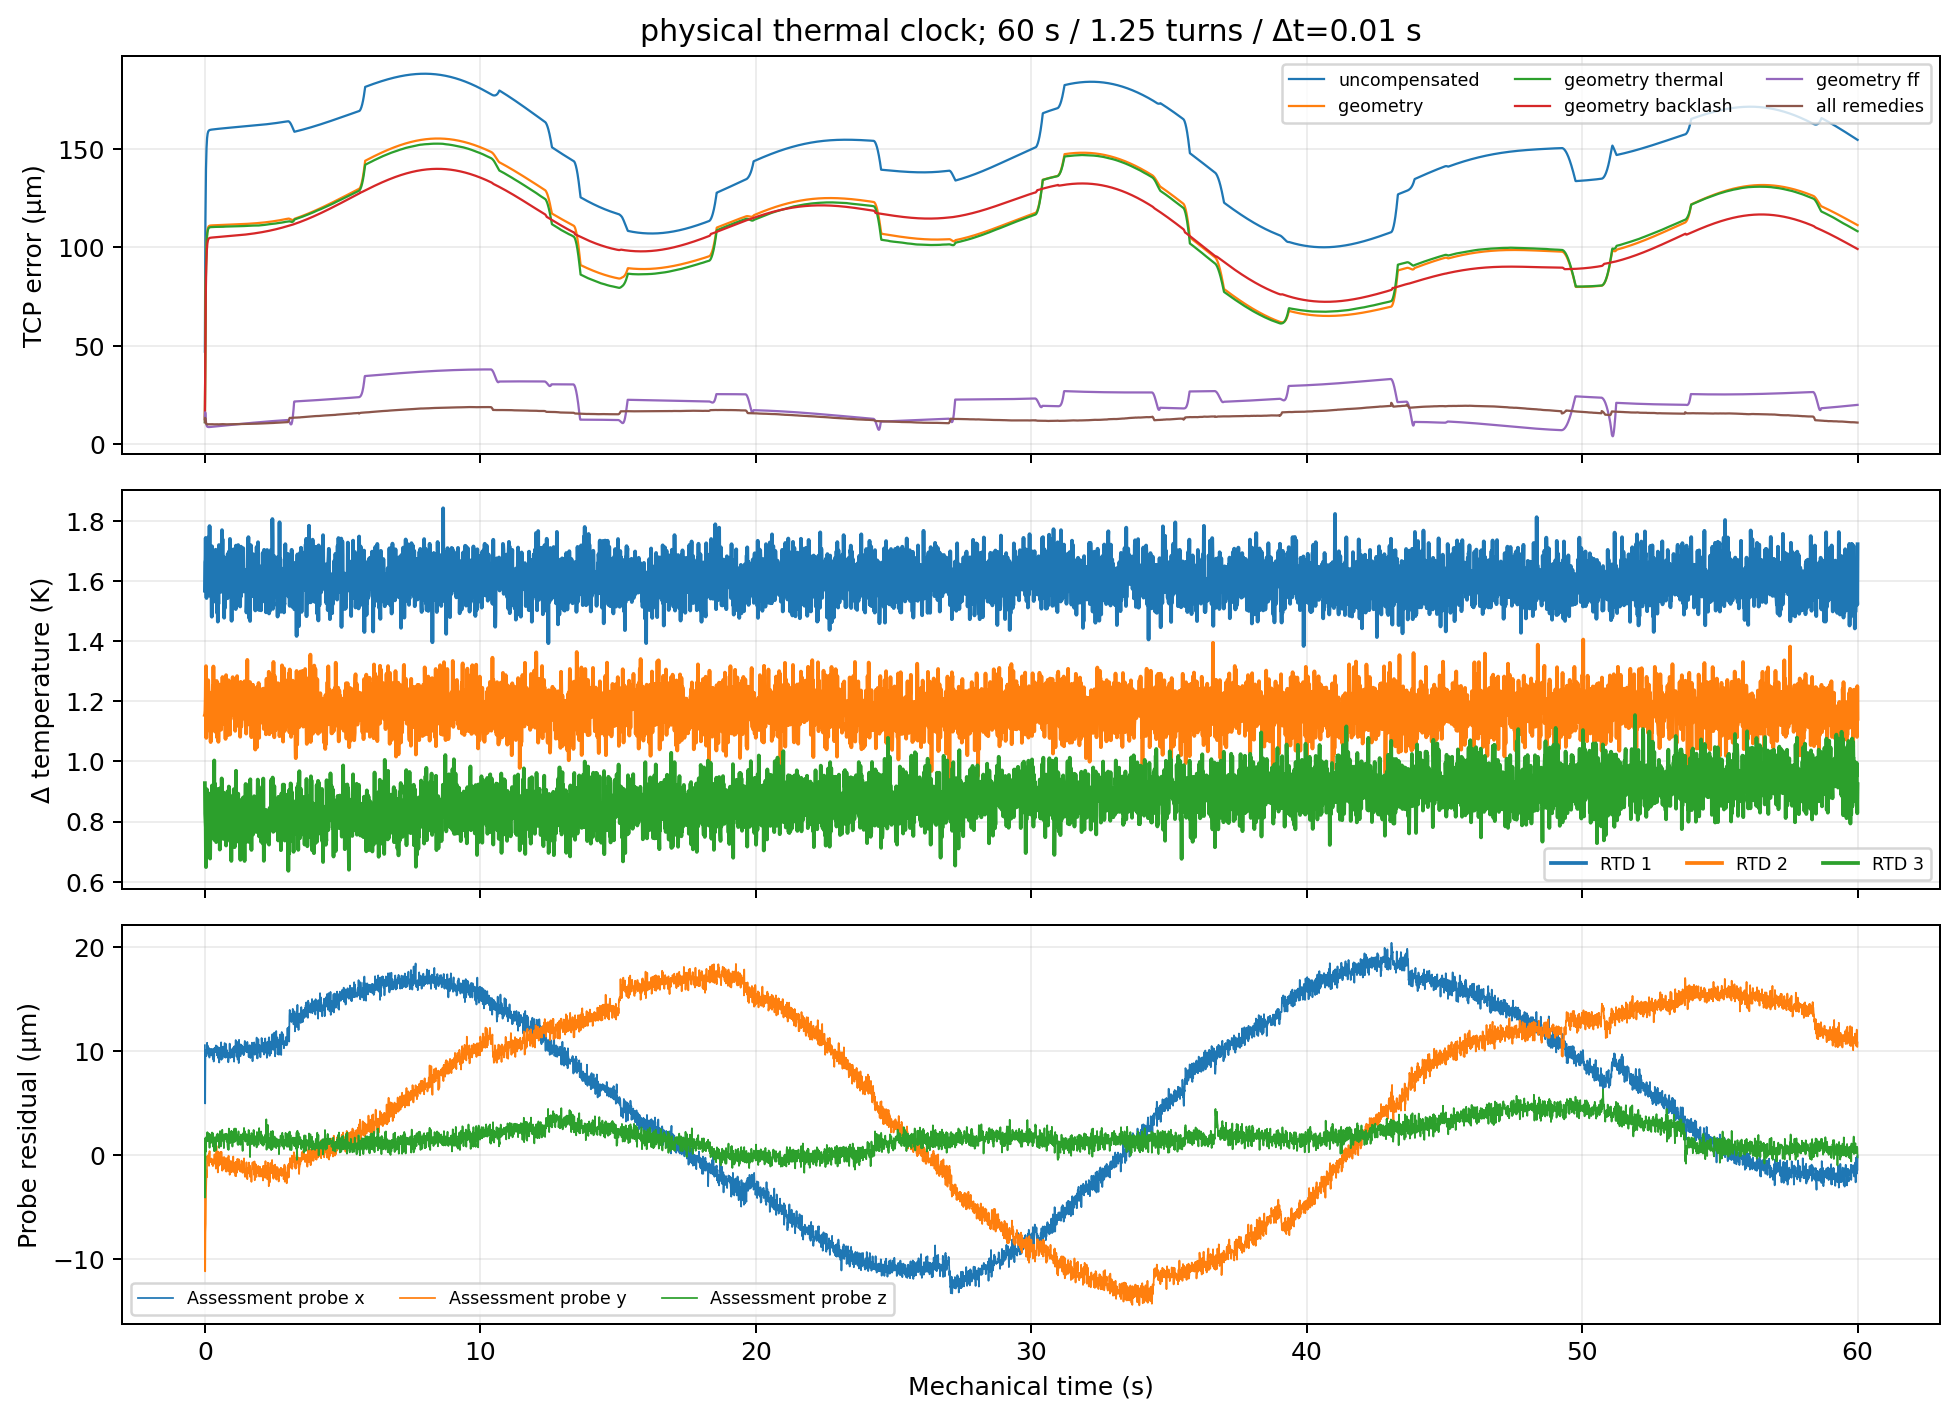 physical thermal clock; 60 s / 1.25 turns / Δt=0.01 s
TCP error (μm)
150
100
50
0
uncompensated
geometry
geometry thermal
geometry backlash
geometry ff
all remedies
Δ temperature (K)
1.8
1.6
1.4
1.2
1.0
0.8
0.6
RTD 1
RTD 2
RTD 3
Probe residual (μm)
20
10
0
−10
Assessment probe x
Assessment probe y
Assessment probe z
0
10
20
30
40
50
60
Mechanical time (s)